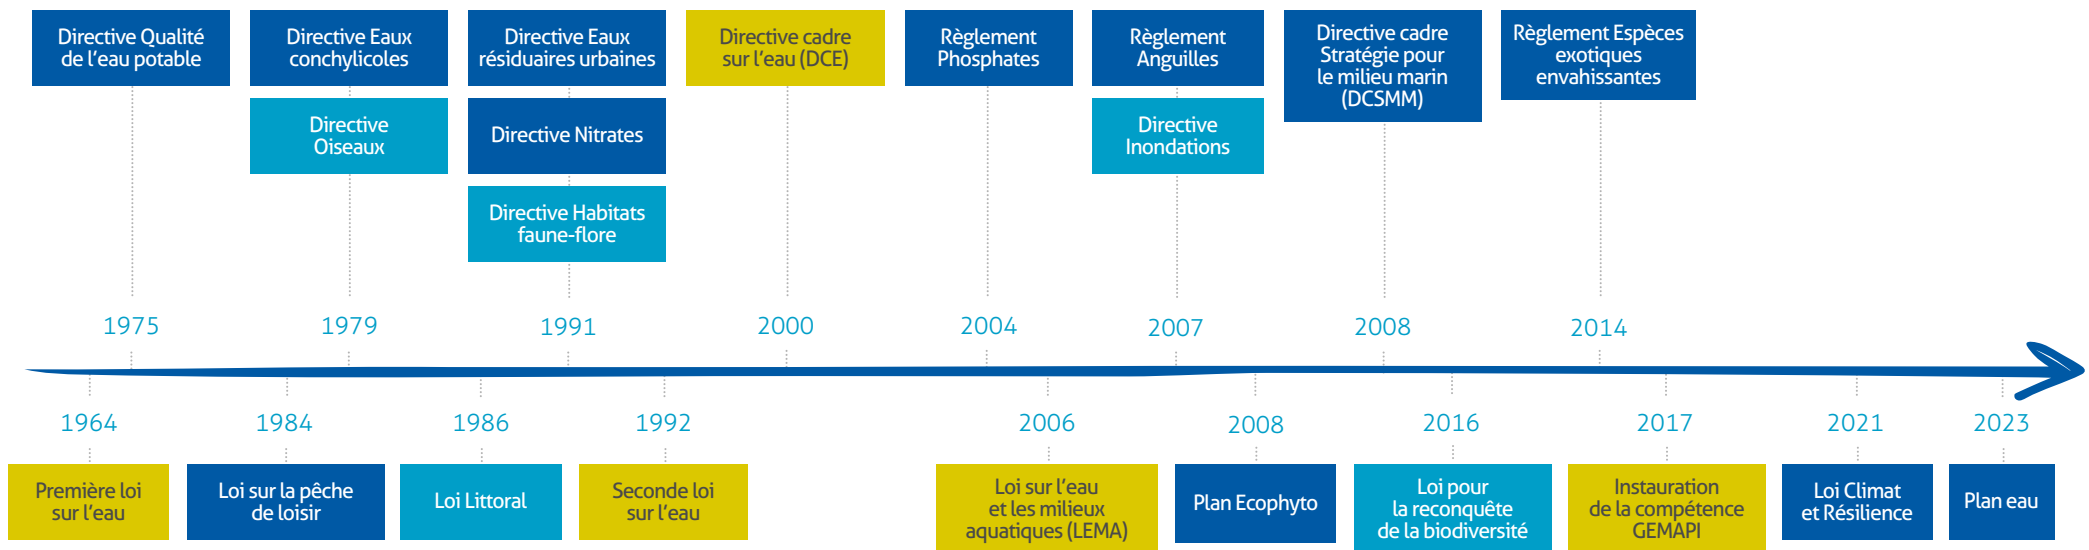 Directive Qualité
de l'eau potable
Directive Eaux
conchylicoles
Directive
Oiseaux
Directive Eaux
résiduaires urbaines
Directive Nitrates
Directive Habitats
faune-flore
Directive cadre
sur l'eau (DCE)
Règlement
Phosphates
Règlement
Anguilles
Directive
Inondations
Directive cadre
Stratégie pour
le milieu marin
(DCSMM)
Règlement Espèces
exotiques
envahissantes
1975
1979
1991
2000
2004
2007
2008
2014
1964
1984
1986
1992
2006
2008
2016
2017
2021
2023
Première loi
sur l'eau
Loi sur la pêche
de loisir
Loi Littoral
Seconde loi
sur l'eau
Loi sur l'eau
et les milieux
aquatiques (LEMA)
Plan Ecophyto
Loi pour
la reconquête
de la biodiversité
Instauration
de la compétence
GEMAPI
Loi Climat
et Résilience
Plan eau